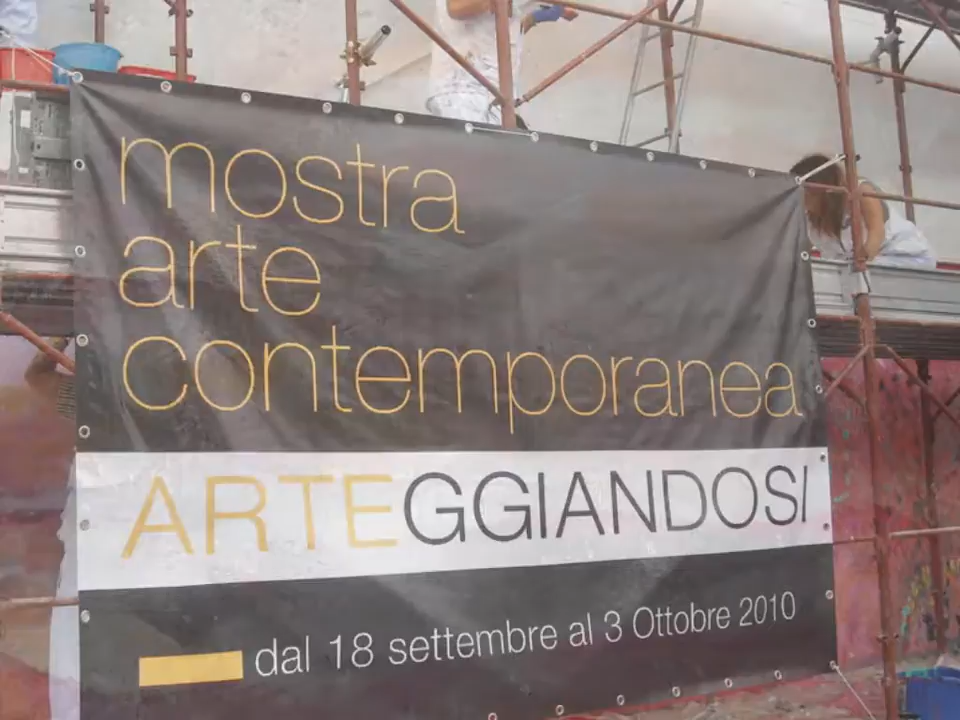 mostra
arte
contemporanea
ARTEGGIANDOSI
dal 18 settembre al 3 Ottobre 2010